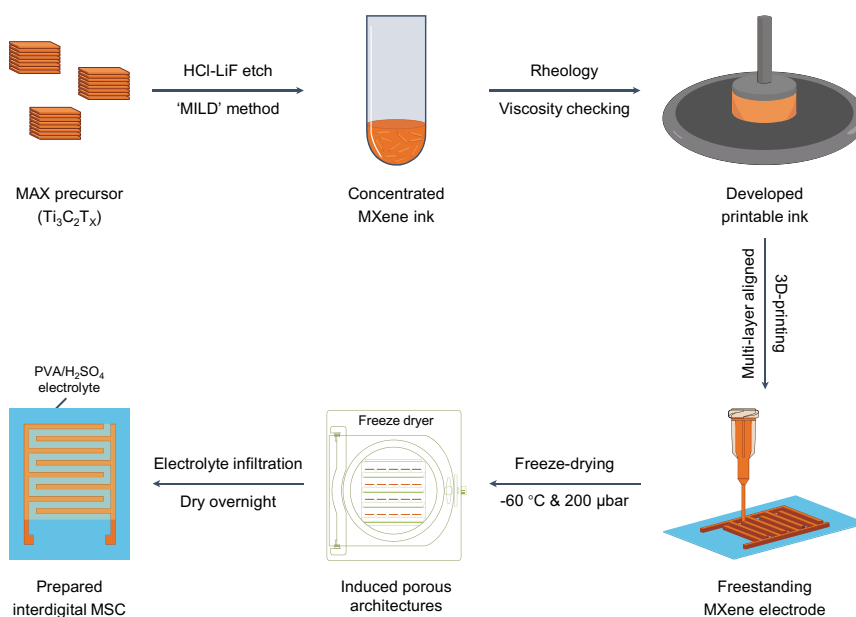 HCl-LiF etch
'MILD' method
Rheology
Viscosity checking
MAX precursor
(Ti₃C₂Tₓ)
Concentrated
MXene ink
Developed
printable ink
Multi-layer aligned
3D-printing
PVA/H₂SO₄
electrolyte
Freeze dryer
Electrolyte infiltration
Dry overnight
Freeze-drying
-60 °C & 200 μbar
Prepared
interdigital MSC
Induced porous
architectures
Freestanding
MXene electrode